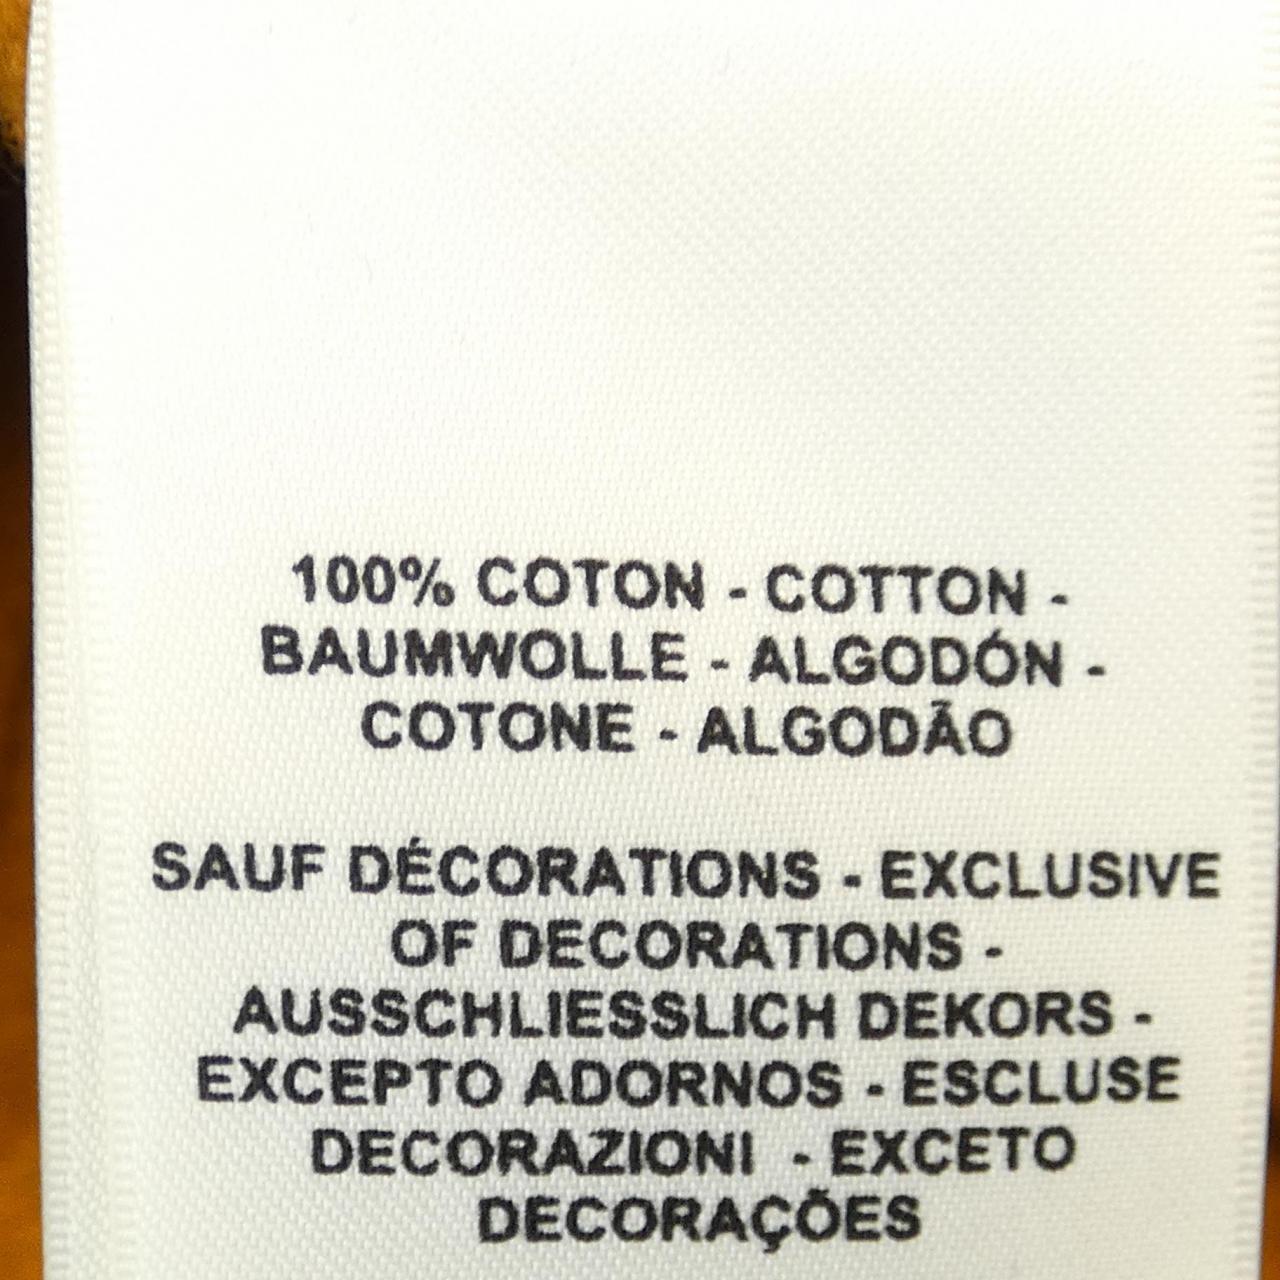 100% COTON - COTTON -
BAUMWOLLE - ALGODÓN -
COTONE - ALGODÃO
SAUF DÉCORATIONS - EXCLUSIVE
OF DECORATIONS -
AUSSCHLIESSLICH DEKORS -
EXCEPTO ADORNOS - ESCLUSE
DECORAZIONI - EXCETO
DECORAÇÕES